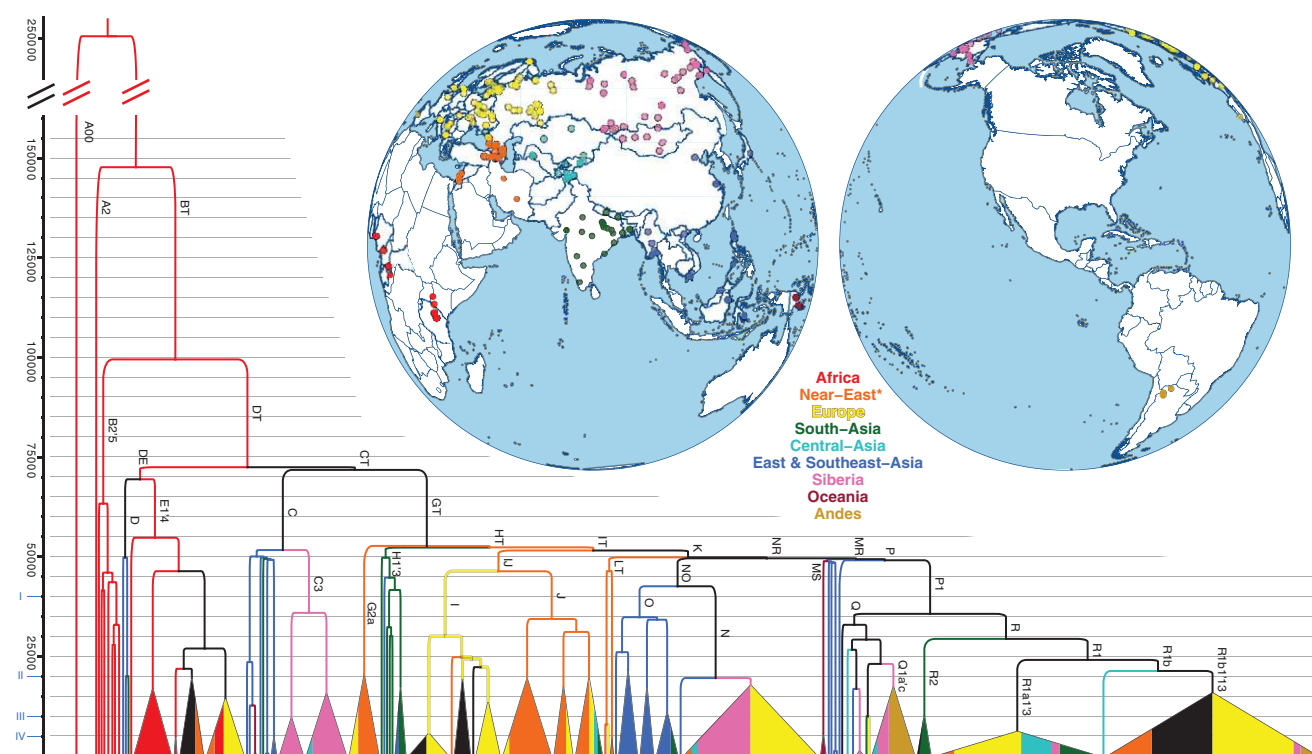 250000
150000
125000
100000
75000
50000
25000
I
II
III
IV
A00
A2
BT
B2'5
DT
DE
CT
E1'4
D
C
GT
C3
HT
IT
K
NR
MR
P
H1'3
IJ
LT
NO
MS
P1
G2a
I
J
O
N
Q
R
R1
R1b
R1b1'13
Q1a'c
R2
R1a1'3
Africa
Near-East*
Europe
South-Asia
Central-Asia
East & Southeast-Asia
Siberia
Oceania
Andes